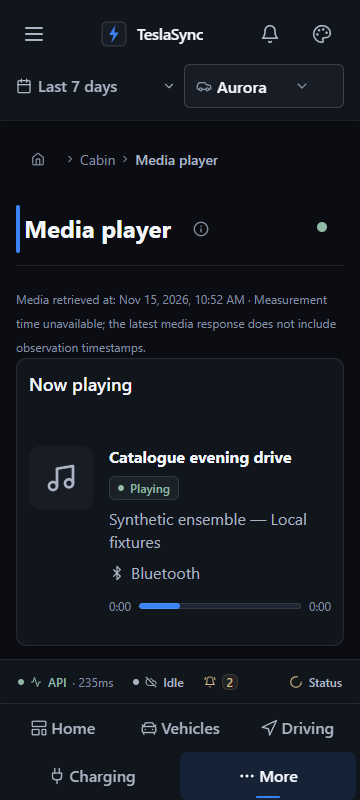 TeslaSync
Last 7 days
Aurora
Cabin
Media player
Media player
Media retrieved at: Nov 15, 2026, 10:52 AM · Measurement
time unavailable; the latest media response does not include
observation timestamps.
Now playing
Catalogue evening drive
Playing
Synthetic ensemble — Local
fixtures
Bluetooth
0:00
0:00
API · 235ms
Idle
2
Status
Home
Vehicles
Driving
Charging
More